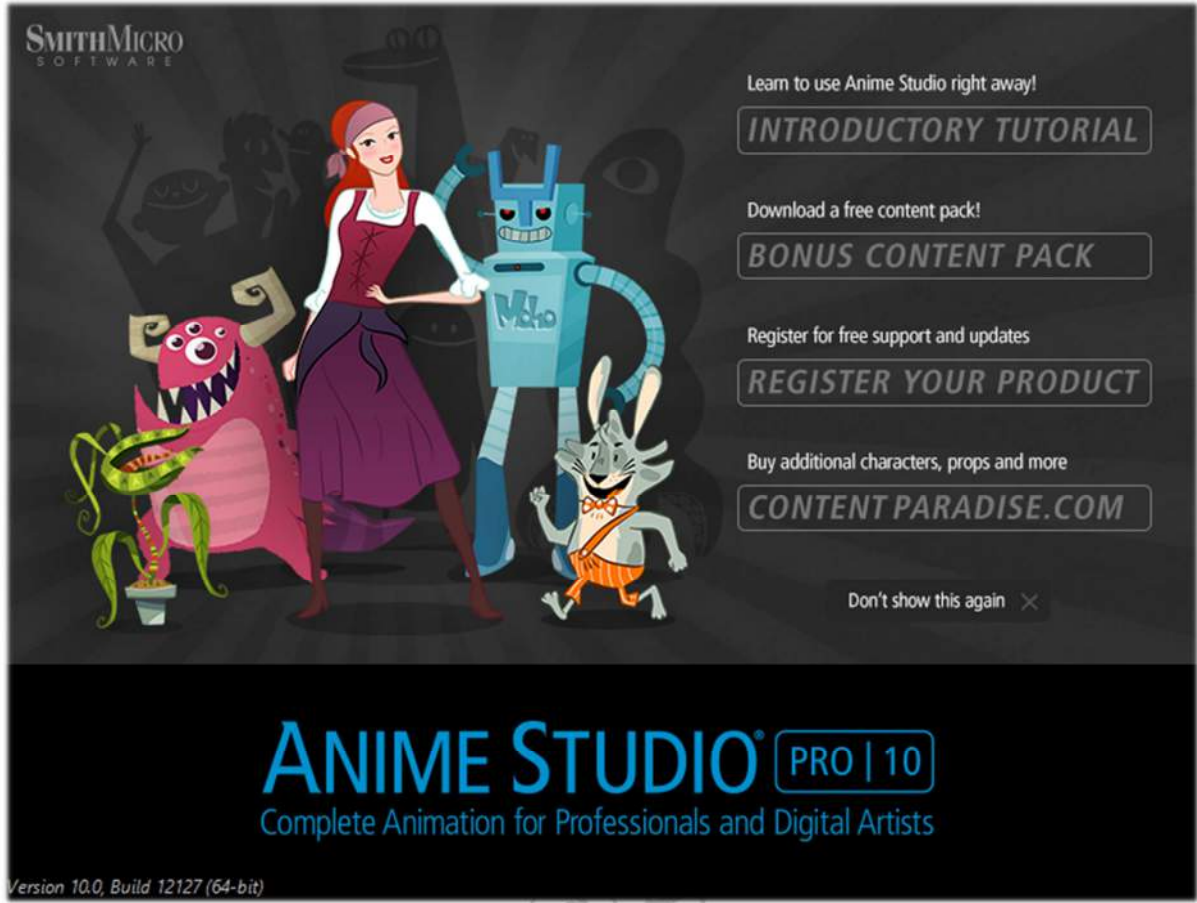 SMITHMICRO
SOFTWARE
Learn to use Anime Studio right away!
INTRODUCTORY TUTORIAL
Download a free content pack!
BONUS CONTENT PACK
Register for free support and updates
REGISTER YOUR PRODUCT
Buy additional characters, props and more
CONTENT PARADISE.COM
Don't show this again
Moho
ANIME STUDIO® PRO | 10
Complete Animation for Professionals and Digital Artists
Version 10.0, Build 12127 (64-bit)